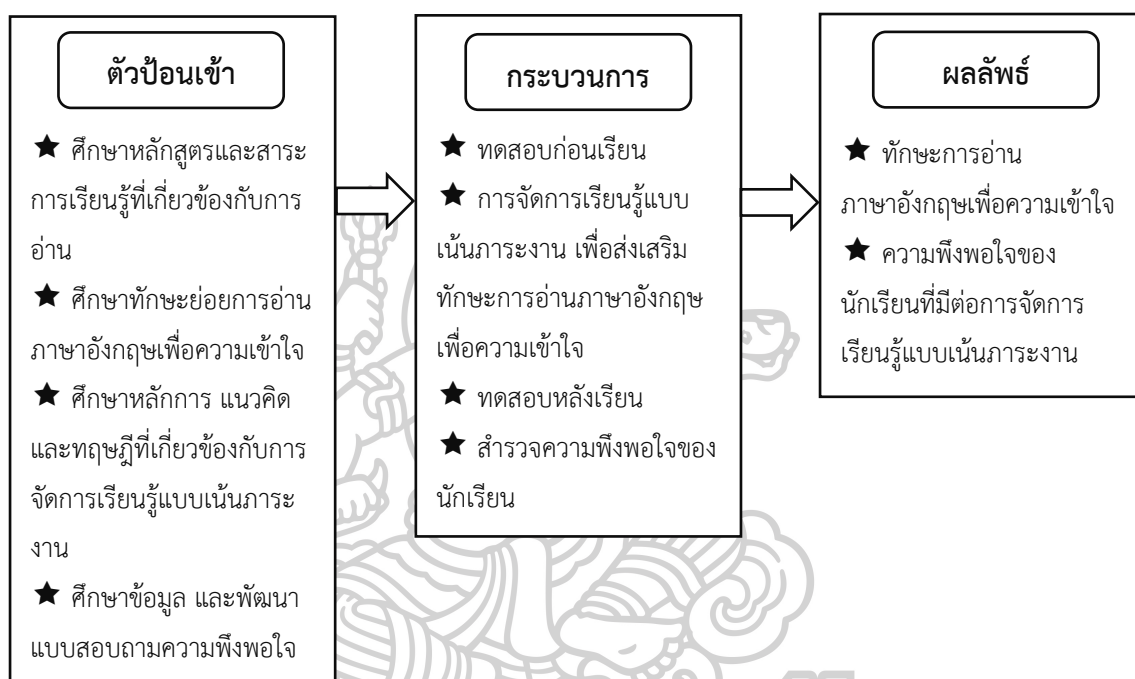 ตัวป้อนเข้า
★ ศึกษาหลักสูตรและสาระ
การเรียนรู้ที่เกี่ยวข้องกับการ
อ่าน
★ ศึกษาทักษะย่อยการอ่าน
ภาษาอังกฤษเพื่อความเข้าใจ
★ ศึกษาหลักการ แนวคิด
และทฤษฎีที่เกี่ยวข้องกับการ
จัดการเรียนรู้แบบเน้นภาระ
งาน
★ ศึกษาข้อมูล และพัฒนา
แบบสอบถามความพึงพอใจ
กระบวนการ
★ ทดสอบก่อนเรียน
★ การจัดการเรียนรู้แบบ
เน้นภาระงาน เพื่อส่งเสริม
ทักษะการอ่านภาษาอังกฤษ
เพื่อความเข้าใจ
★ ทดสอบหลังเรียน
★ สำรวจความพึงพอใจของ
นักเรียน
ผลลัพธ์
★ ทักษะการอ่าน
ภาษาอังกฤษเพื่อความเข้าใจ
★ ความพึงพอใจของ
นักเรียนที่มีต่อการจัดการ
เรียนรู้แบบเน้นภาระงาน